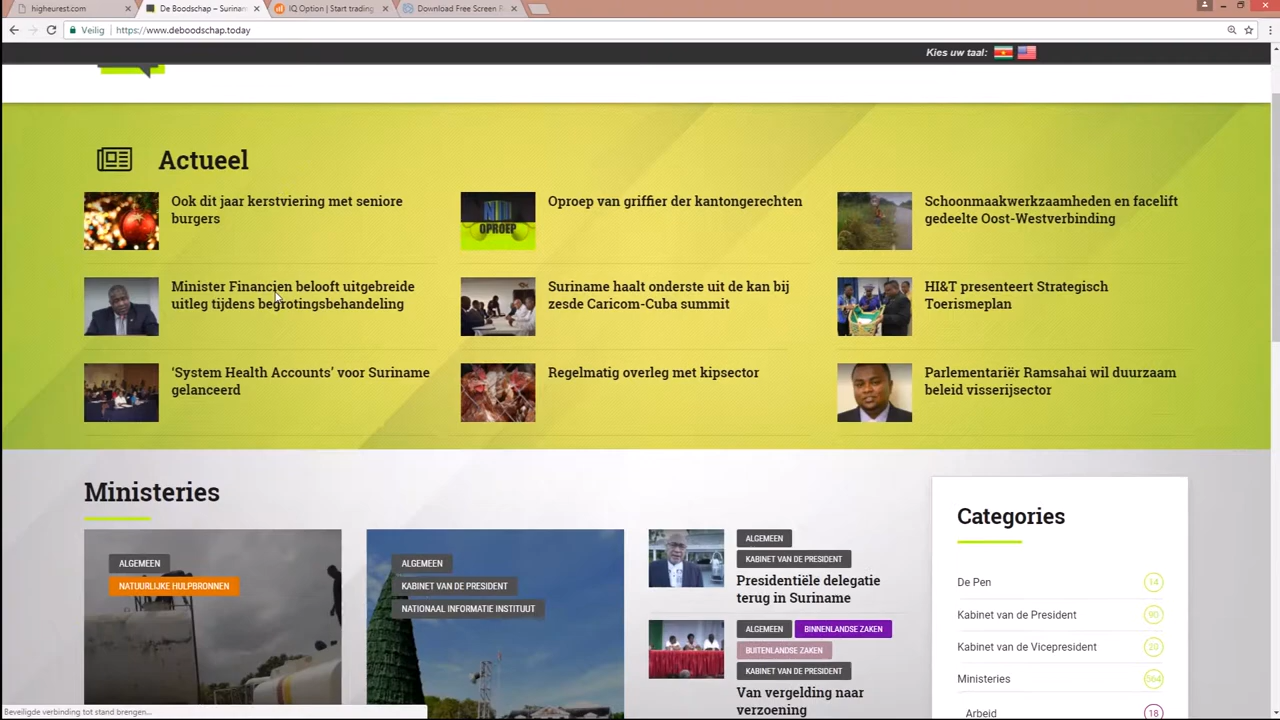 higheurest.com
De Boodschap – Surinam
IQ Option | Start trading
Download Free Screen R
Veilig
https://www.deboodschap.today
Kies uw taal:
Actueel
Ook dit jaar kerstviering met seniore
burgers
Oproep van griffier der kantongerechten
OPROEP
Schoonmaakwerkzaamheden en facelift
gedeelte Oost-Westverbinding
Minister Financien belooft uitgebreide
uitleg tijdens begrotingsbehandeling
Suriname haalt onderste uit de kan bij
zesde Caricom-Cuba summit
HI&T presenteert Strategisch
Toerismeplan
‘System Health Accounts’ voor Suriname
gelanceerd
Regelmatig overleg met kipsector
Parlementariër Ramsahai wil duurzaam
beleid visserijsector
Ministeries
ALGEMEEN
NATUURLIJKE HULPBRONNEN
ALGEMEEN
KABINET VAN DE PRESIDENT
NATIONAAL INFORMATIE INSTITUUT
ALGEMEEN
KABINET VAN DE PRESIDENT
Presidentiële delegatie
terug in Suriname
ALGEMEEN
BINNENLANDSE ZAKEN
BUITENLANDSE ZAKEN
KABINET VAN DE PRESIDENT
Van vergelding naar
verzoening
Categories
De Pen 14
Kabinet van de President 90
Kabinet van de Vicepresident 20
Ministeries 564
Arbeid 18
Beveiligde verbinding tot stand brengen...